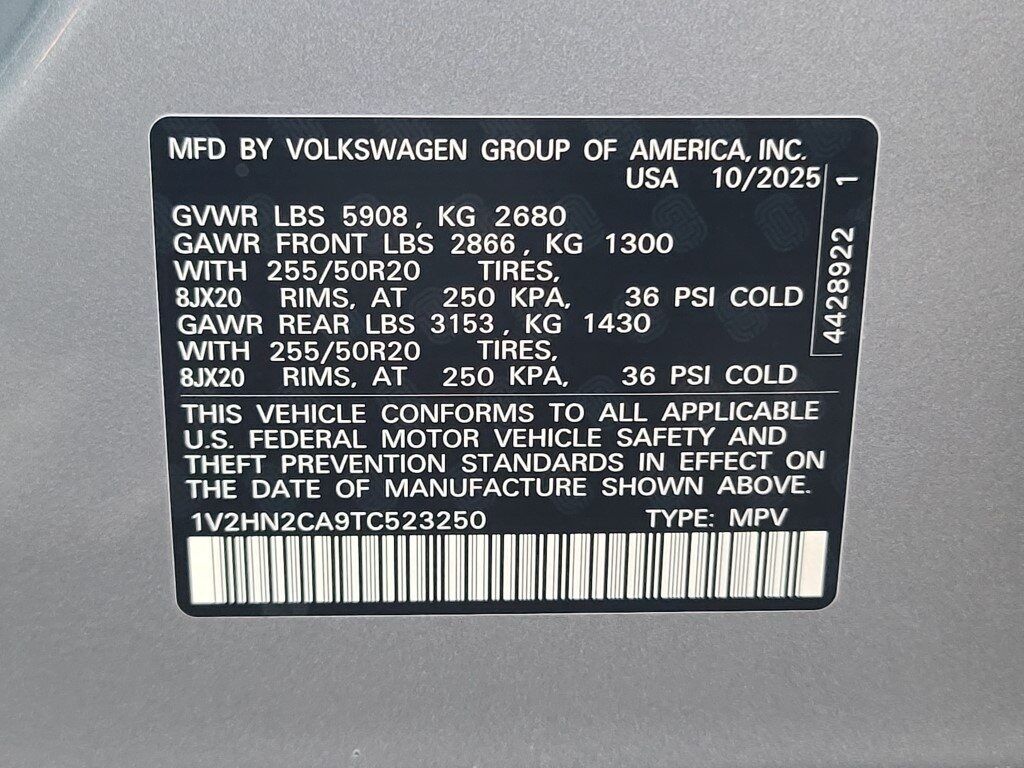 MFD BY VOLKSWAGEN GROUP OF AMERICA, INC.
USA 10/2025
GVWR LBS 5908, KG 2680
GAWR FRONT LBS 2866, KG 1300
WITH 255/50R20 TIRES,
8JX20 RIMS, AT 250 KPA, 36 PSI COLD
GAWR REAR LBS 3153, KG 1430
WITH 255/50R20 TIRES,
8JX20 RIMS, AT 250 KPA, 36 PSI COLD
4428922 1
THIS VEHICLE CONFORMS TO ALL APPLICABLE
U.S. FEDERAL MOTOR VEHICLE SAFETY AND
THEFT PREVENTION STANDARDS IN EFFECT ON
THE DATE OF MANUFACTURE SHOWN ABOVE.
1V2HN2CA9TC523250 TYPE: MPV